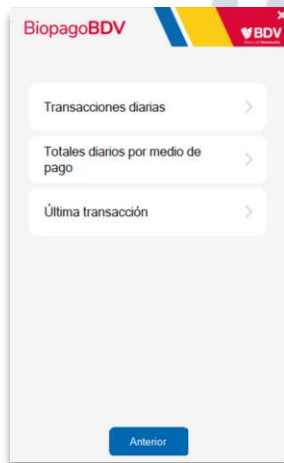 BiopagoBDV
BDV
Transacciones diarias
Totales diarios por medio de
pago
Última transacción
Anterior